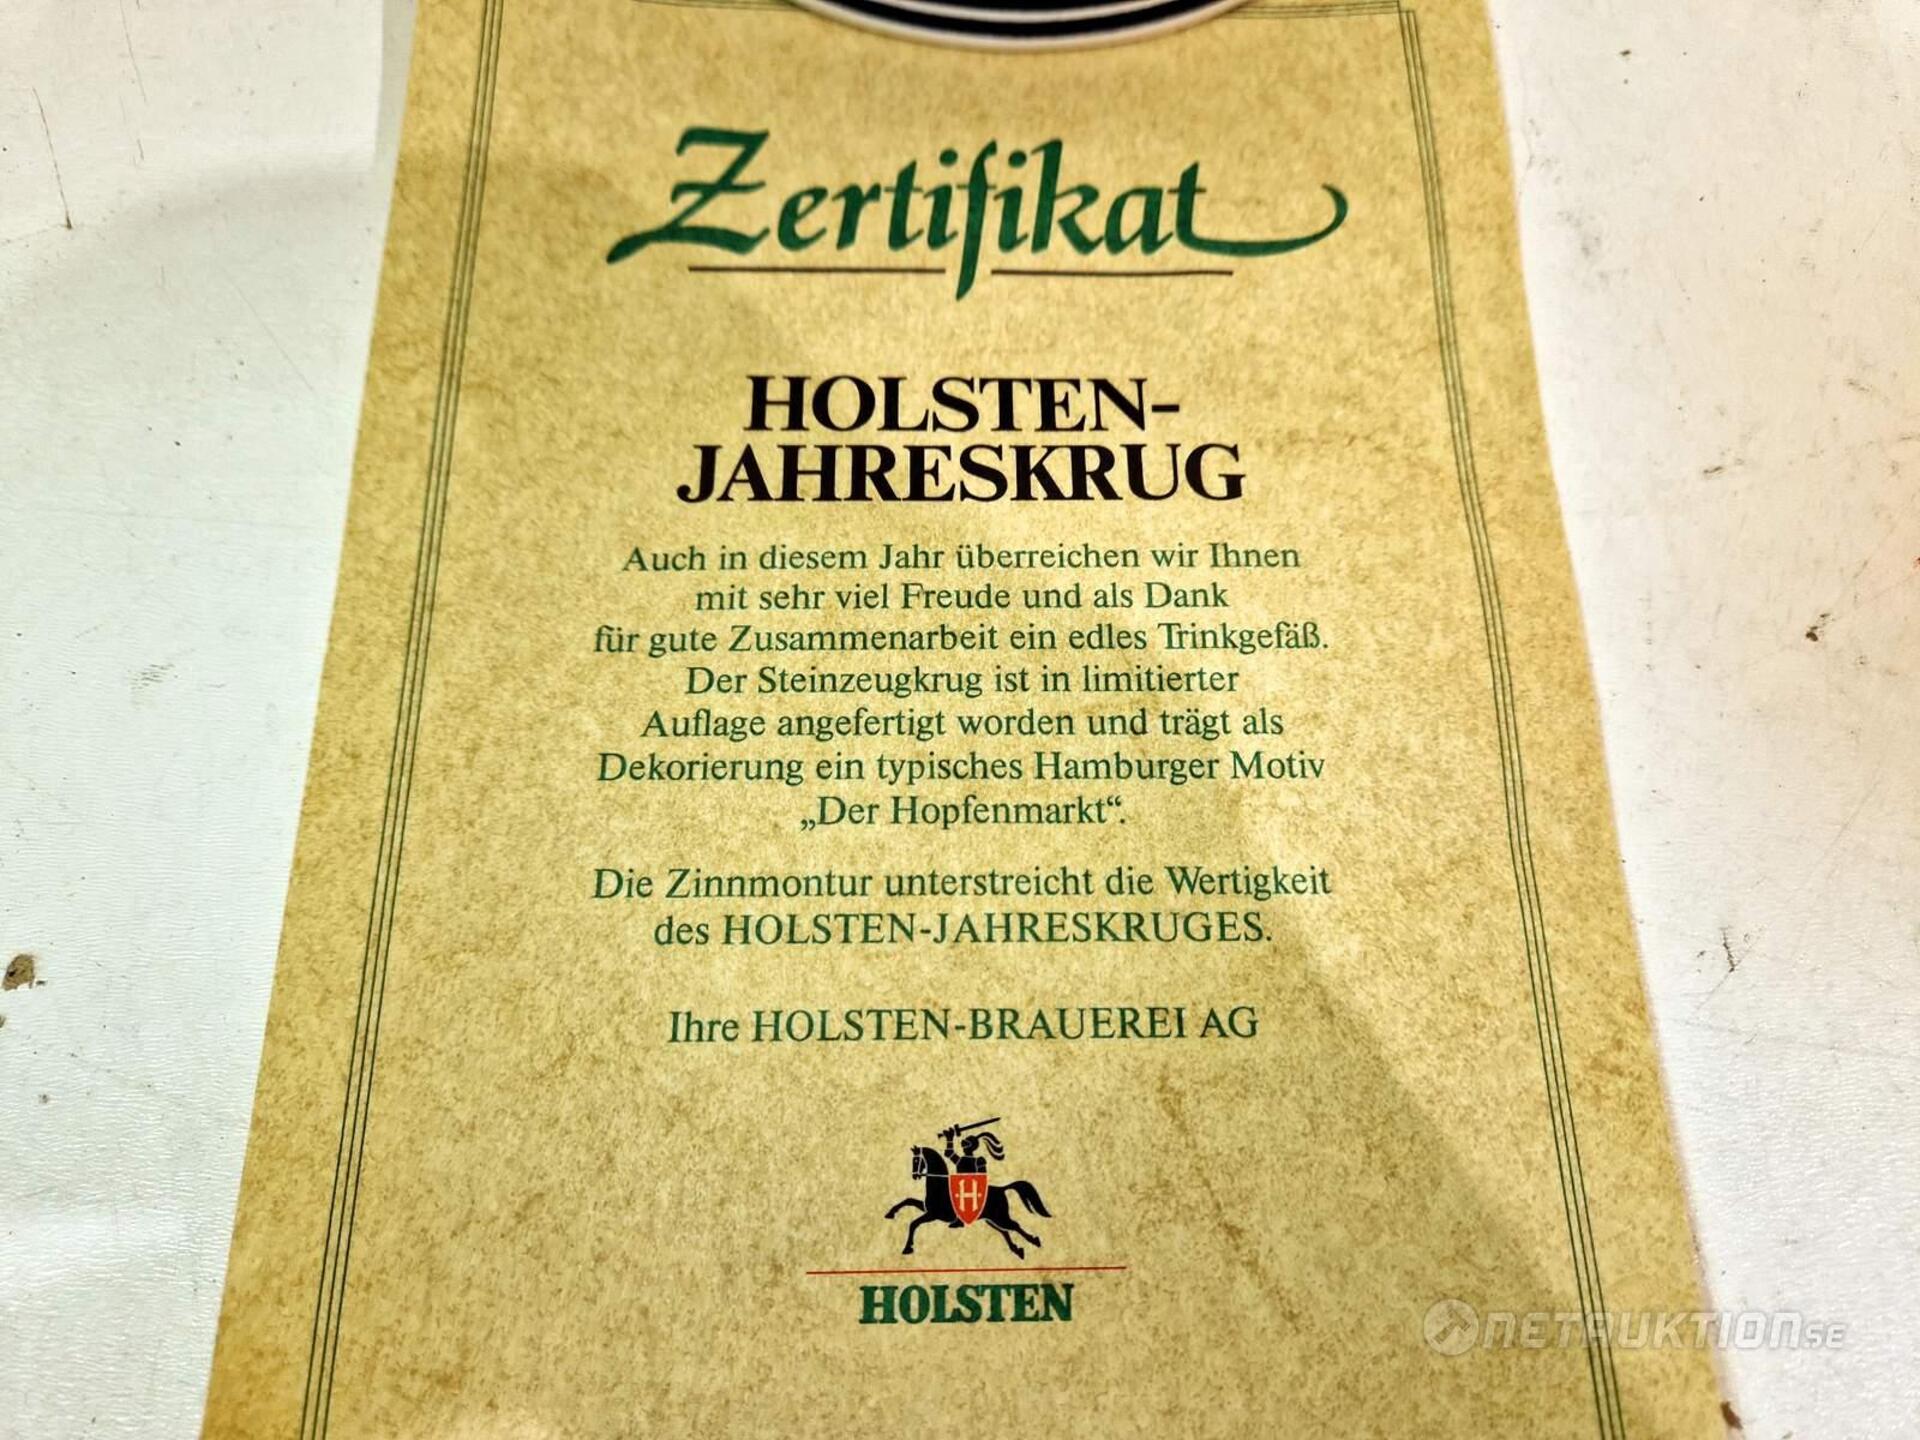 Zertifikat
HOLSTEN-
JAHRESKRUG
Auch in diesem Jahr überreichen wir Ihnen
mit sehr viel Freude und als Dank
für gute Zusammenarbeit ein edles Trinkgefäß.
Der Steinzeugkrug ist in limitierter
Auflage angefertigt worden und trägt als
Dekorierung ein typisches Hamburger Motiv
„Der Hopfenmarkt“.
Die Zinnmontur unterstreicht die Wertigkeit
des HOLSTEN-JAHRESKRUGES.
Ihre HOLSTEN-BRAUEREI AG
·H·
HOLSTEN
NETAUKTION.SE